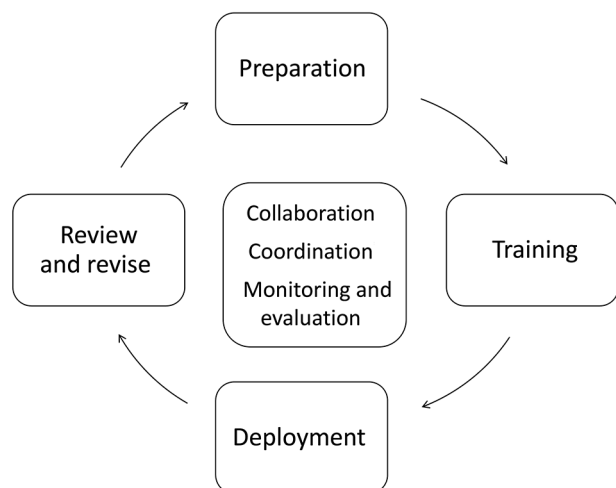 Preparation
Review
and revise
Collaboration
Coordination
Monitoring and
evaluation
Training
Deployment